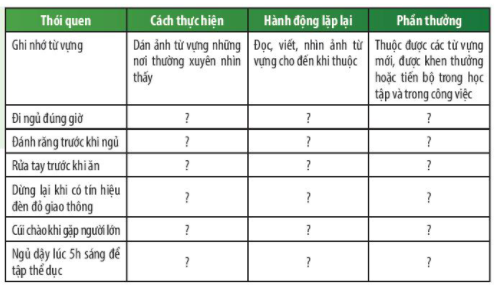 Thói quen
Cách thực hiện
Hành động lặp lại
Phần thưởng
Ghi nhớ từ vựng
Dán ảnh từ vựng những
nơi thường xuyên nhìn
thấy
Đọc, viết, nhìn ảnh từ
vựng cho đến khi thuộc
Thuộc được các từ vựng
mới, được khen thưởng
hoặc tiến bộ trong học
tập và trong công việc
Đi ngủ đúng giờ
?
?
?
Đánh răng trước khi ngủ
?
?
?
Rửa tay trước khi ăn
?
?
?
Dừng lại khi có tín hiệu
đèn đỏ giao thông
?
?
?
Cúi chào khi gặp người lớn
?
?
?
Ngủ dậy lúc 5h sáng để
tập thể dục
?
?
?